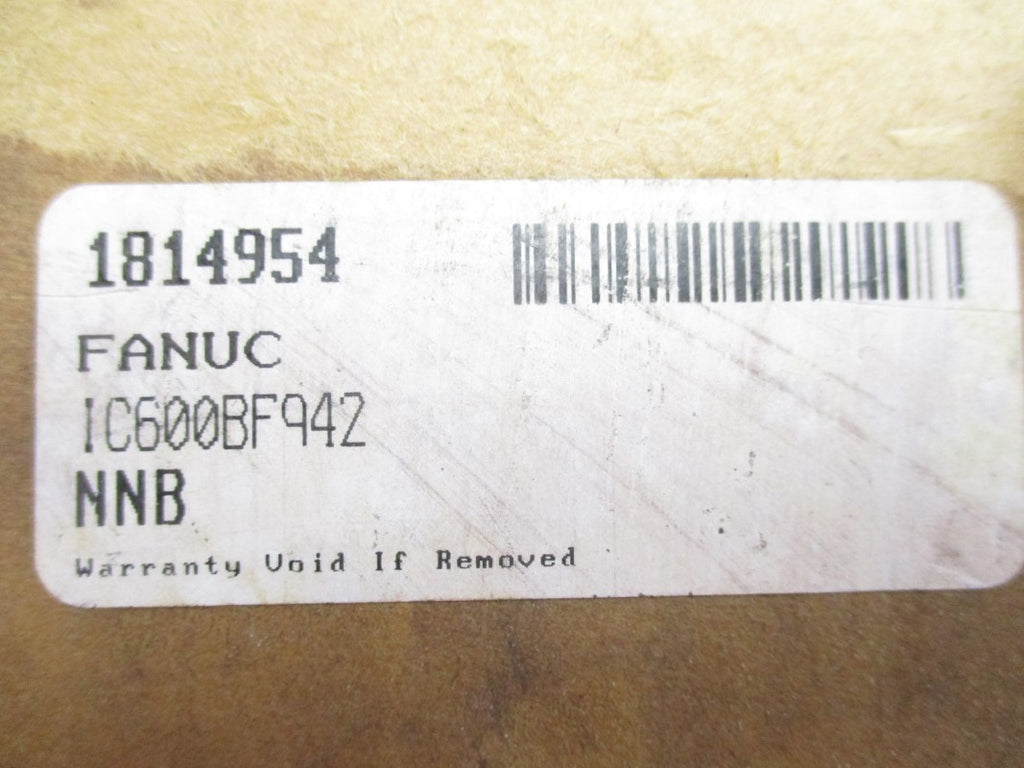 1814954
FANUC
IC600BF942
NNB
Warranty Void If Removed